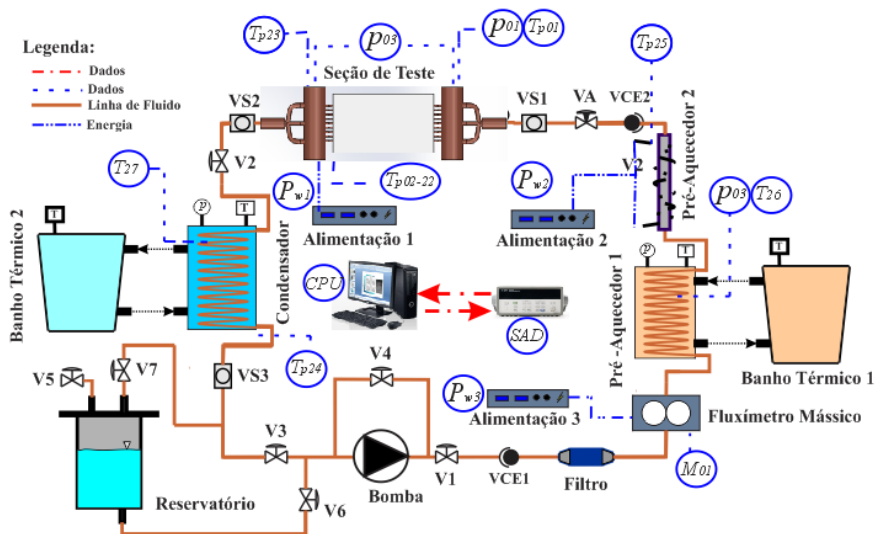 Legenda:
Dados
Dados
Linha de Fluido
Energia
Tp23
p03
p01
Tp01
Tp25
Seção de Teste
VS2
VS1
VA
VCE2
V2
V2
Pré-Aquecedor 2
T27
Pw1
Tp02-22
Pw2
p03
T26
Alimentação 1
Alimentação 2
T
P
T
Condensador
Banho Térmico 2
CPU
SAD
P
T
T
Pré -Aquecedor 1
Banho Térmico 1
V5
V7
VS3
Tp24
V4
Pw3
Alimentação 3
Fluxímetro Mássico
V3
Bomba
V1
VCE1
Filtro
M01
Reservatório
V6